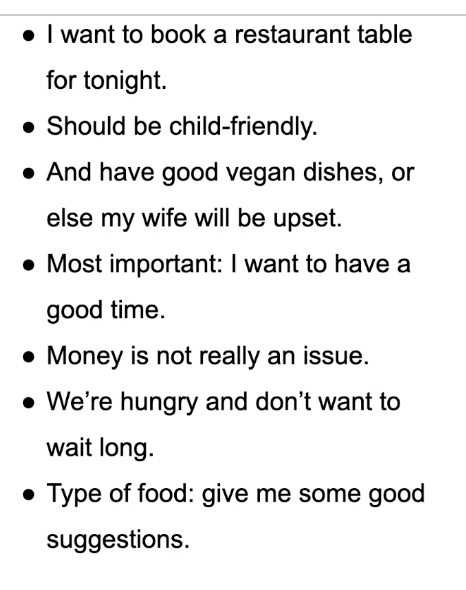 ● I want to book a restaurant table
for tonight.
● Should be child-friendly.
● And have good vegan dishes, or
else my wife will be upset.
● Most important: I want to have a
good time.
● Money is not really an issue.
● We’re hungry and don’t want to
wait long.
● Type of food: give me some good
suggestions.